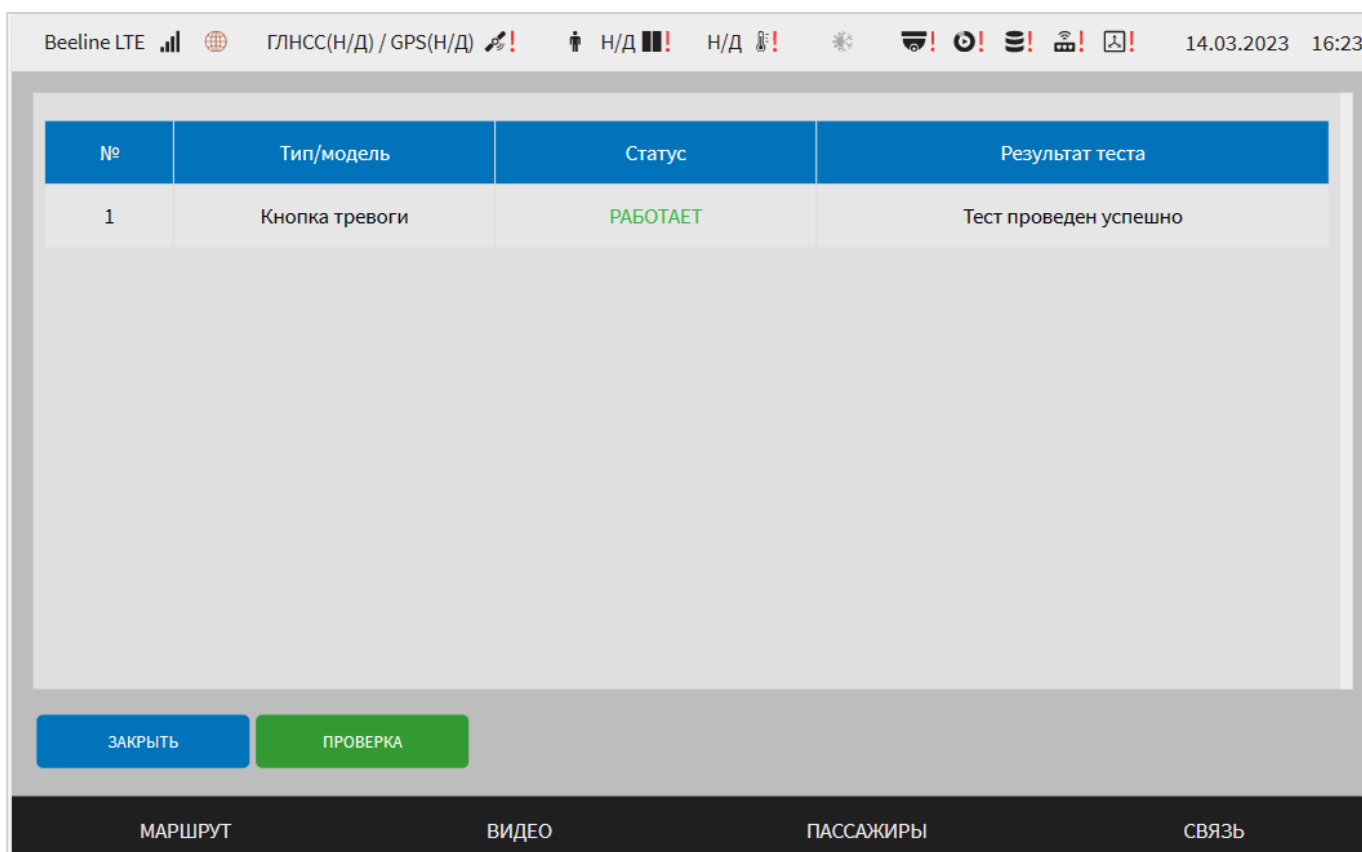 Beeline LTE ГЛНСС(Н/Д) / GPS(Н/Д) ! Н/Д ! Н/Д ! ! ! ! ! ! 14.03.2023 16:23
№ Тип/модель Статус Результат теста
1 Кнопка тревоги РАБОТАЕТ Тест проведен успешно
ЗАКРЫТЬ ПРОВЕРКА
МАРШРУТ ВИДЕО ПАССАЖИРЫ СВЯЗЬ